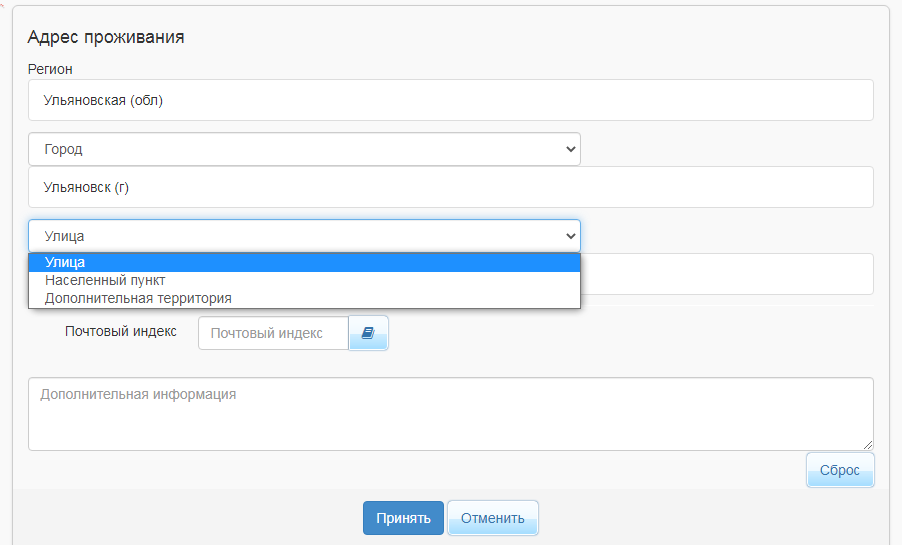 Адрес проживания
Регион
Ульяновская (обл)
Город
Ульяновск (г)
Улица
Улица
Населенный пункт
Дополнительная территория
Почтовый индекс Почтовый индекс
Дополнительная информация
Сброс
Принять Отменить